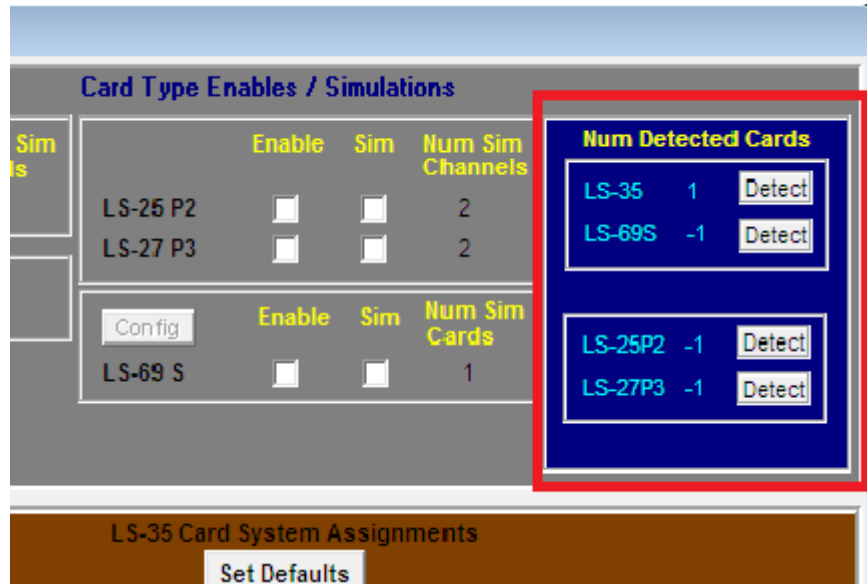 Card Type Enables / Simulations
Sim
ls
Enable Sim Num Sim
Channels
LS-25 P2 2
LS-27 P3 2
Config Enable Sim Num Sim
Cards
LS-69 S 1
Num Detected Cards
LS-35 1 Detect
LS-69S -1 Detect
LS-25P2 -1 Detect
LS-27P3 -1 Detect
LS-35 Card System Assignments
Set Defaults